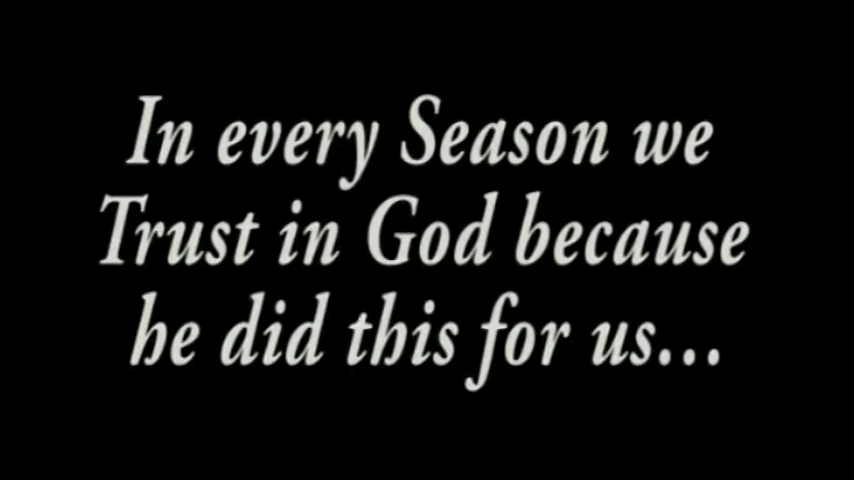 In every Season we
Trust in God because
he did this for us...